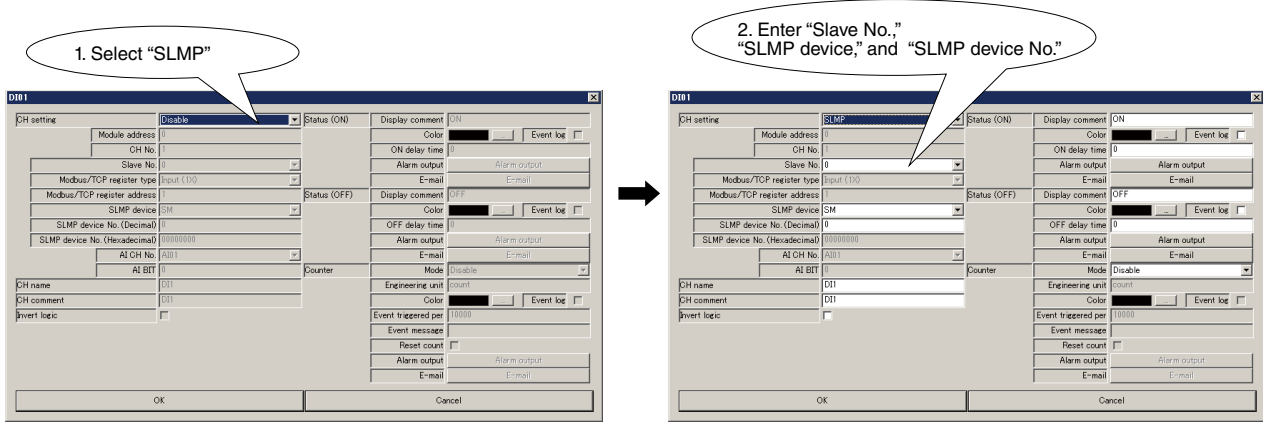 1. Select “SLMP”
DI01
CH setting Disable Status (ON) Display comment ON
Module address 0 Color ... Event log
CH No. 1 ON delay time 0
Slave No. 0 Alarm output Alarm output
Modbus/TCP register type Input (1X) E-mail E-mail
Modbus/TCP register address 1 Status (OFF) Display comment OFF
SLMP device SM Color ... Event log
SLMP device No. (Decimal) 0 OFF delay time 0
SLMP device No. (Hexadecimal) 00000000 Alarm output Alarm output
AI CH No. AI01 E-mail E-mail
AI BIT 0 Counter Mode Disable
CH name DI1 Engineering unit count
CH comment DI1 Color ... Event log
Invert logic Event triggered per 10000
Event message
Reset count
Alarm output Alarm output
E-mail E-mail
OK Cancel
2. Enter “Slave No.,”
“SLMP device,” and “SLMP device No.”
DI01
CH setting SLMP Status (ON) Display comment ON
Module address 0 Color ... Event log
CH No. 1 ON delay time 0
Slave No. 0 Alarm output Alarm output
Modbus/TCP register type Input (1X) E-mail E-mail
Modbus/TCP register address 1 Status (OFF) Display comment OFF
SLMP device SM Color ... Event log
SLMP device No. (Decimal) 0 OFF delay time 0
SLMP device No. (Hexadecimal) 00000000 Alarm output Alarm output
AI CH No. AI01 E-mail E-mail
AI BIT 0 Counter Mode Disable
CH name DI1 Engineering unit count
CH comment DI1 Color ... Event log
Invert logic Event triggered per 10000
Event message
Reset count
Alarm output Alarm output
E-mail E-mail
OK Cancel